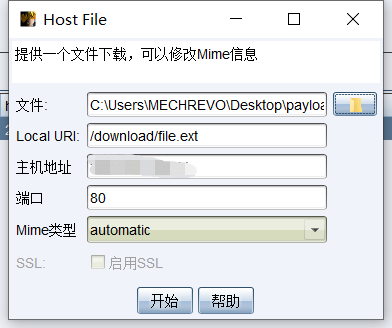 Host File
提供一个文件下载，可以修改Mime信息
文件: C:\Users\MECHREVO\Desktop\payloa
Local URI: /download/file.ext
主机地址
端口 80
Mime类型 automatic
SSL: 启用SSL
开始 帮助